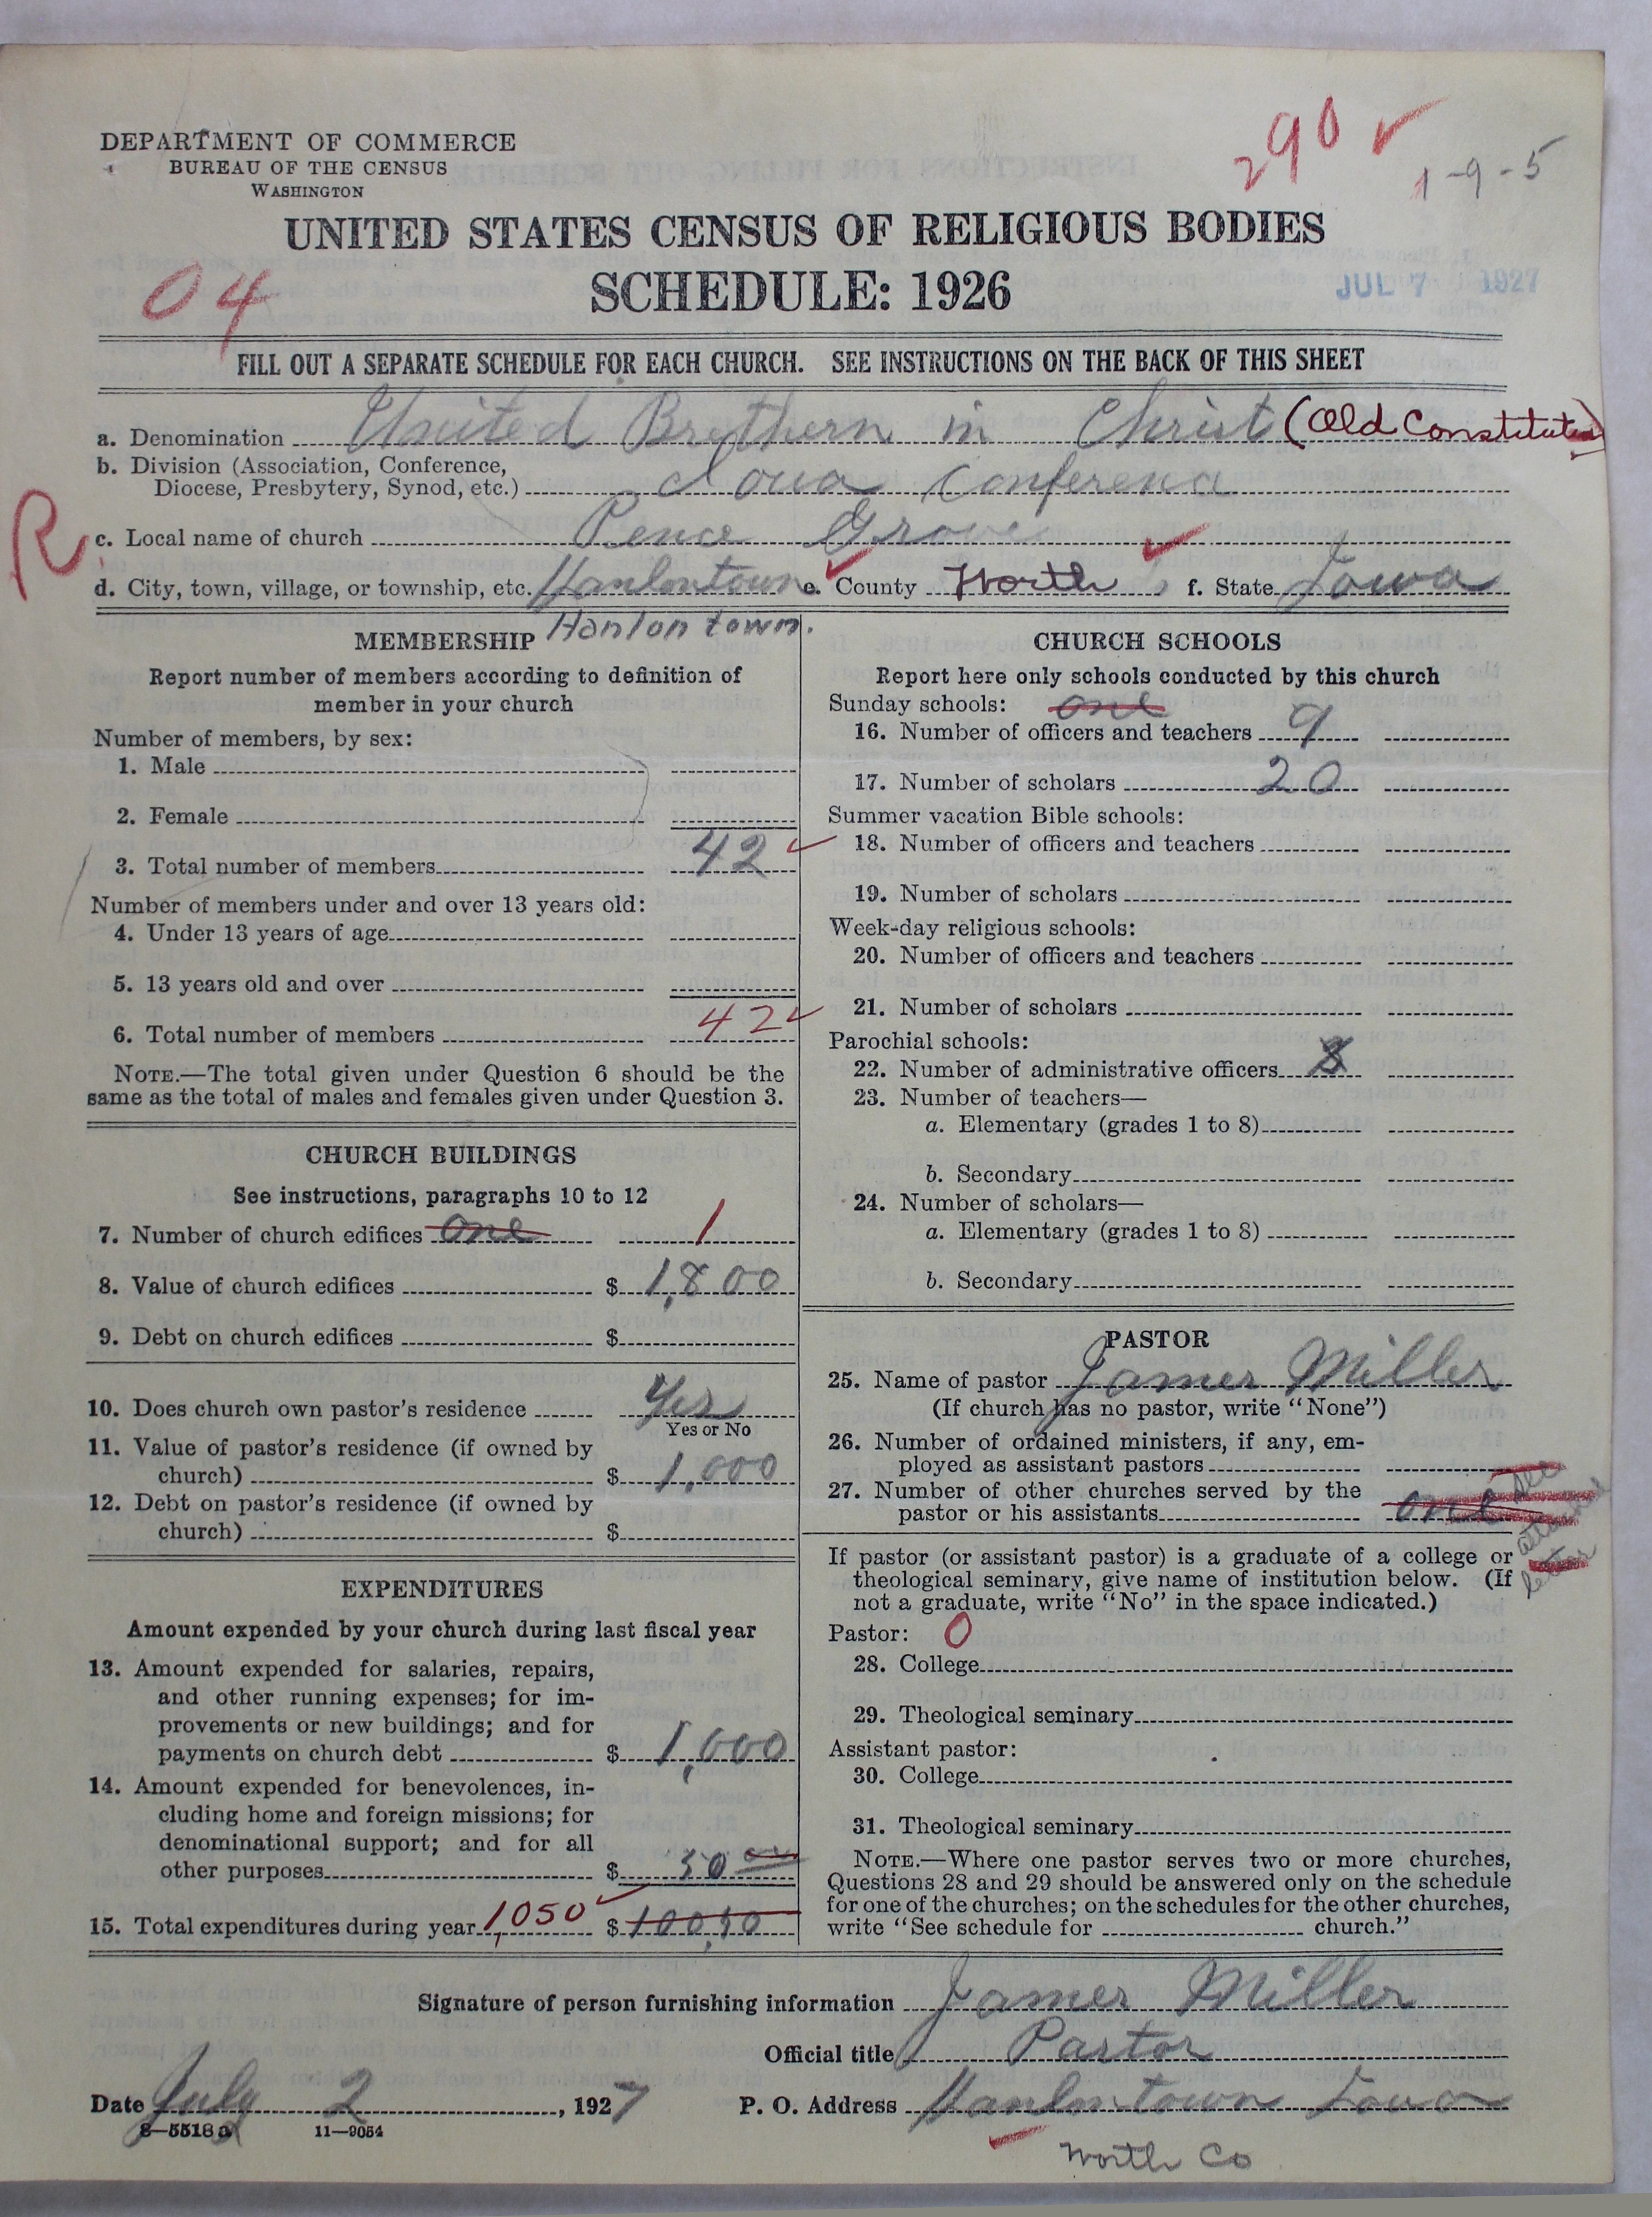 290 ✓
1-9-5
DEPARTMENT OF COMMERCE
BUREAU OF THE CENSUS
WASHINGTON
UNITED STATES CENSUS OF RELIGIOUS BODIES
SCHEDULE: 1926
04
JUL 7 1927
FILL OUT A SEPARATE SCHEDULE FOR EACH CHURCH. SEE INSTRUCTIONS ON THE BACK OF THIS SHEET
a. Denomination United Brethern in Christ (Old Constitution)
b. Division (Association, Conference,
Diocese, Presbytery, Synod, etc.) Iowa Conference
R
c. Local name of church Pence Grove
d. City, town, village, or township, etc. Hanlontown e. County Worth f. State Iowa
Hanlontown.
MEMBERSHIP
Report number of members according to definition of
member in your church
Number of members, by sex:
1. Male
2. Female
3. Total number of members 42 ✓
Number of members under and over 13 years old:
4. Under 13 years of age
5. 13 years old and over
6. Total number of members 42 ✓
NOTE.—The total given under Question 6 should be the
same as the total of males and females given under Question 3.
CHURCH BUILDINGS
See instructions, paragraphs 10 to 12
7. Number of church edifices one 1
8. Value of church edifices $ 1,800
9. Debt on church edifices $
10. Does church own pastor's residence Yes
Yes or No
11. Value of pastor's residence (if owned by
church) $ 1,000
12. Debt on pastor's residence (if owned by
church) $
EXPENDITURES
Amount expended by your church during last fiscal year
13. Amount expended for salaries, repairs,
and other running expenses; for im-
provements or new buildings; and for
payments on church debt $ 1,000
14. Amount expended for benevolences, in-
cluding home and foreign missions; for
denominational support; and for all
other purposes $ 50 00
15. Total expenditures during year 1,050 ✓ $ 100,50
CHURCH SCHOOLS
Report here only schools conducted by this church
Sunday schools: one
16. Number of officers and teachers 9
17. Number of scholars 20
Summer vacation Bible schools:
18. Number of officers and teachers
19. Number of scholars
Week-day religious schools:
20. Number of officers and teachers
21. Number of scholars
Parochial schools:
22. Number of administrative officers
23. Number of teachers—
a. Elementary (grades 1 to 8)
b. Secondary
24. Number of scholars—
a. Elementary (grades 1 to 8)
b. Secondary
PASTOR
25. Name of pastor James Miller
(If church has no pastor, write "None")
26. Number of ordained ministers, if any, em-
ployed as assistant pastors
27. Number of other churches served by the
pastor or his assistants one
see
letter
If pastor (or assistant pastor) is a graduate of a college or
theological seminary, give name of institution below. (If
not a graduate, write "No" in the space indicated.)
Pastor: 0
28. College
29. Theological seminary
Assistant pastor:
30. College
31. Theological seminary
NOTE.—Where one pastor serves two or more churches,
Questions 28 and 29 should be answered only on the schedule
for one of the churches; on the schedules for the other churches,
write "See schedule for church."
Signature of person furnishing information James Miller
Official title Pastor
Date July 2, 1927 P. O. Address Hanlontown Iowa
8—5518a 11—9054
Worth Co